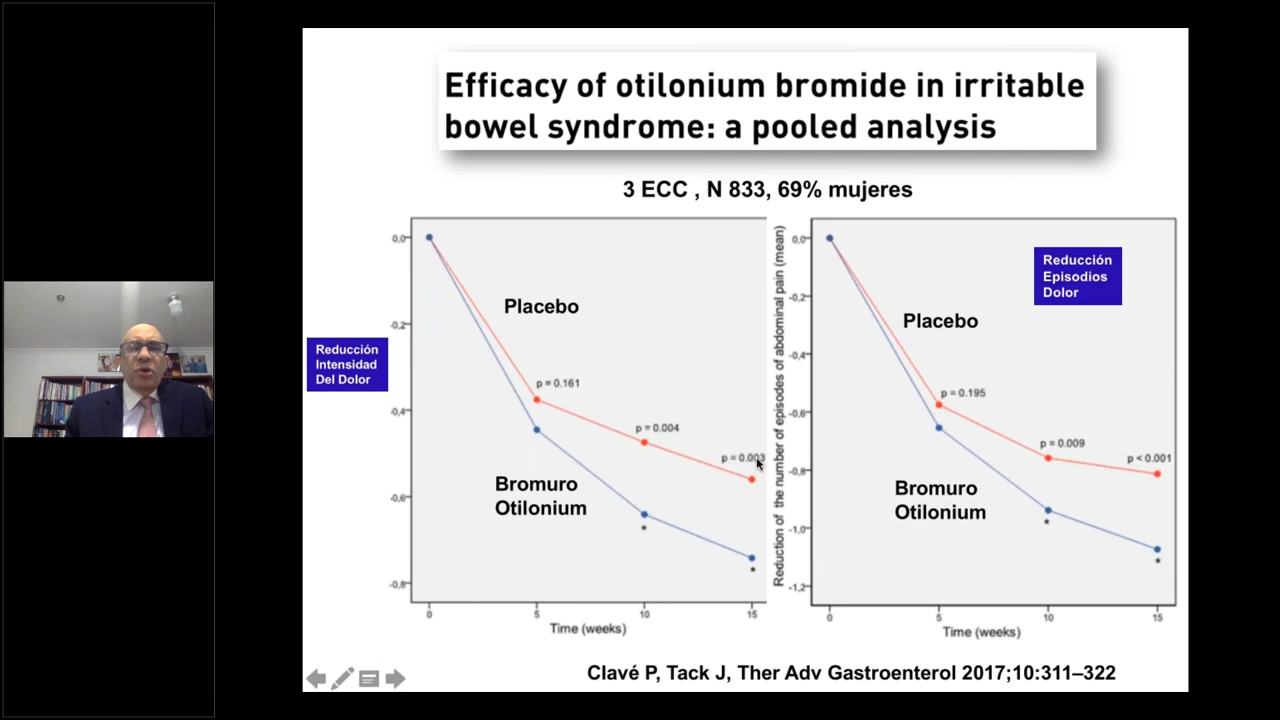 Efficacy of otilonium bromide in irritable
bowel syndrome: a pooled analysis
3 ECC , N 833, 69% mujeres
Reducción
Intensidad
Del Dolor
0,0
-0,2
-0,4
-0,6
-0,8
Placebo
p = 0.161
p = 0.004
p = 0.003
Bromuro
Otilonium
*
*
0
5
10
15
Time (weeks)
Reduction of the number of episodes of abdominal pain (mean)
0,0
-0,2
-0,4
-0,6
-0,8
-1,0
-1,2
Reducción
Episodios
Dolor
Placebo
p = 0.195
p = 0.009
p < 0.001
Bromuro
Otilonium
*
*
0
5
10
15
Time (weeks)
Clavé P, Tack J, Ther Adv Gastroenterol 2017;10:311–322